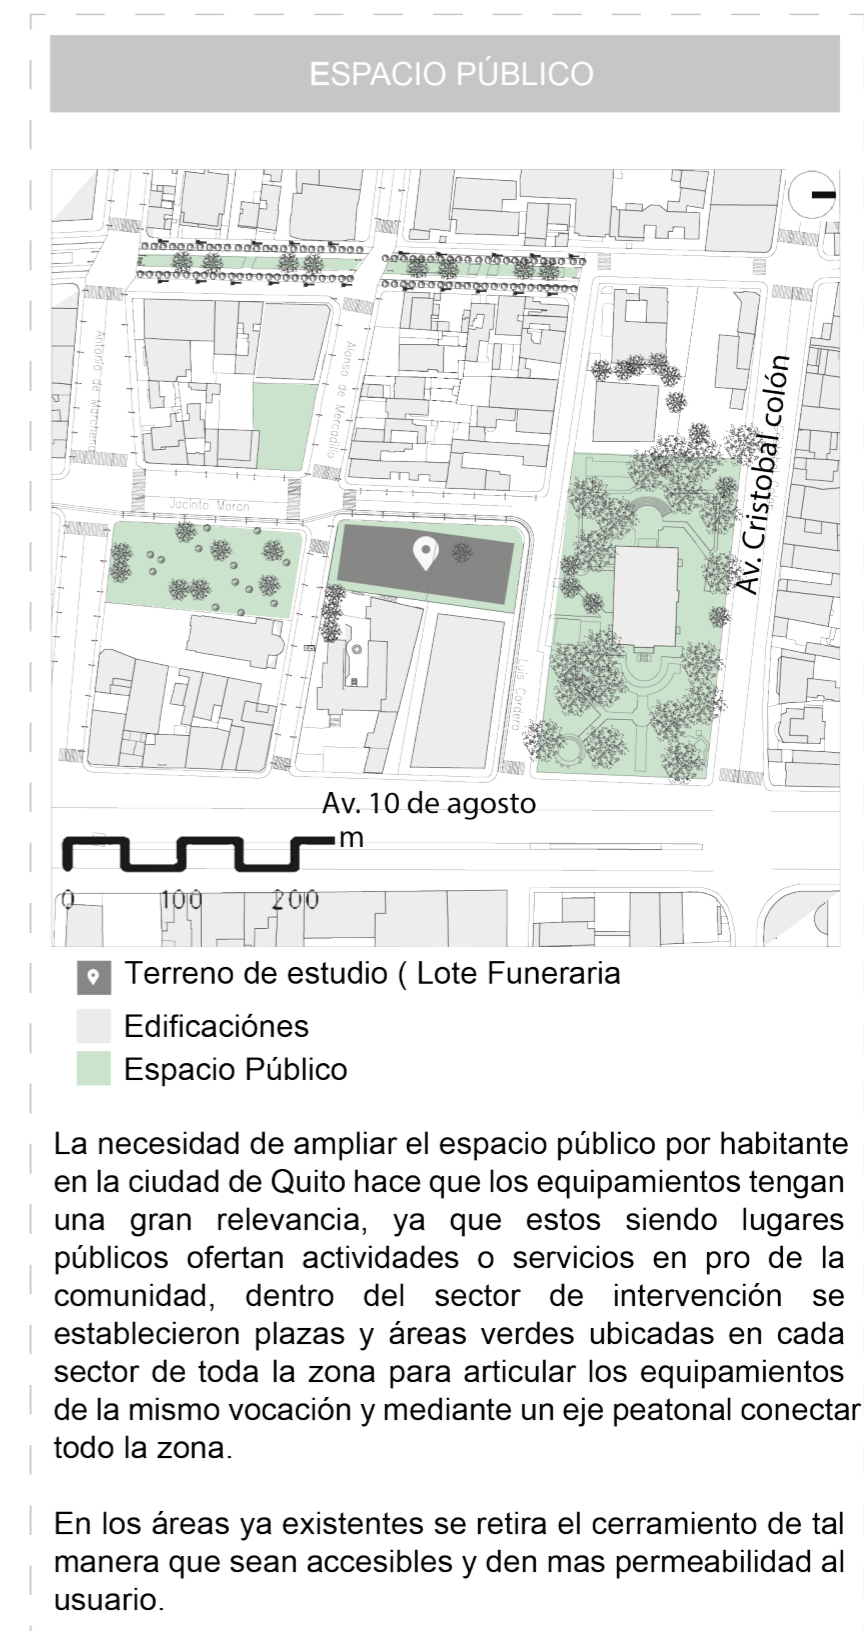 ESPACIO PÚBLICO
Antonio de Marchena
Alonso de Mercadillo
Av. Cristobal colón
Jacinto Moran
Luis Cordero
Av. 10 de agosto
m
0 100 200
Terreno de estudio ( Lote Funeraria
Edificaciónes
Espacio Público
La necesidad de ampliar el espacio público por habitante
en la ciudad de Quito hace que los equipamientos tengan
una gran relevancia, ya que estos siendo lugares
públicos ofertan actividades o servicios en pro de la
comunidad, dentro del sector de intervención se
establecieron plazas y áreas verdes ubicadas en cada
sector de toda la zona para articular los equipamientos
de la mismo vocación y mediante un eje peatonal conectar
todo la zona.
En los áreas ya existentes se retira el cerramiento de tal
manera que sean accesibles y den mas permeabilidad al
usuario.